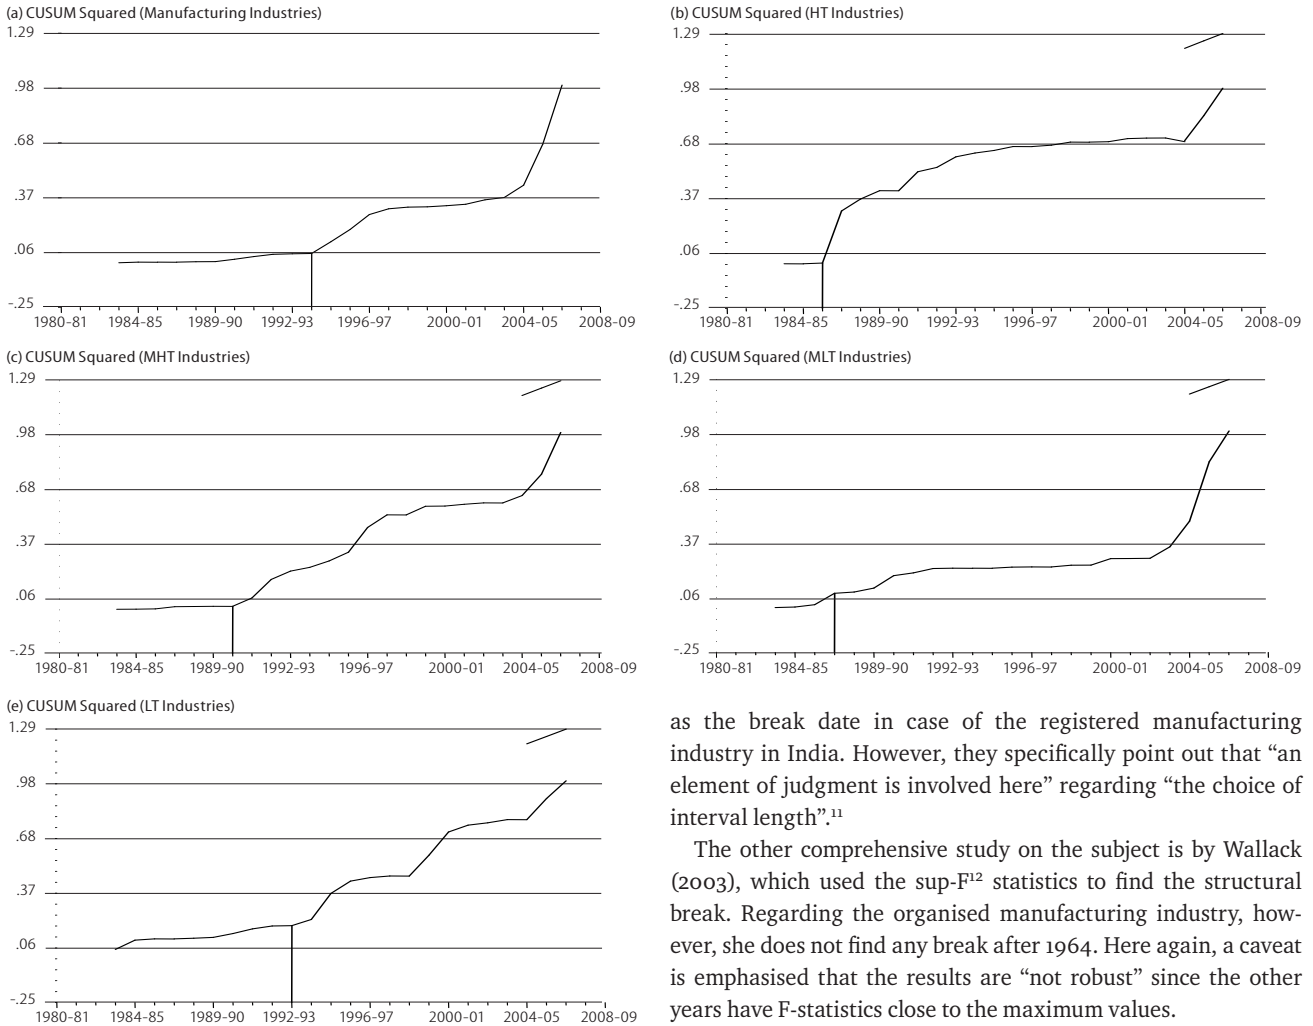 (a) CUSUM Squared (Manufacturing Industries)
1.29
.98
.68
.37
.06
-.25
1980-81 1984-85 1989-90 1992-93 1996-97 2000-01 2004-05 2008-09
(b) CUSUM Squared (HT Industries)
1.29
.98
.68
.37
.06
-.25
1980-81 1984-85 1989-90 1992-93 1996-97 2000-01 2004-05 2008-09
(c) CUSUM Squared (MHT Industries)
1.29
.98
.68
.37
.06
-.25
1980-81 1984-85 1989-90 1992-93 1996-97 2000-01 2004-05 2008-09
(d) CUSUM Squared (MLT Industries)
1.29
.98
.68
.37
.06
-.25
1980-81 1984-85 1989-90 1992-93 1996-97 2000-01 2004-05 2008-09
(e) CUSUM Squared (LT Industries)
1.29
.98
.68
.37
.06
-.25
1980-81 1984-85 1989-90 1992-93 1996-97 2000-01 2004-05 2008-09
as the break date in case of the registered manufacturing
industry in India. However, they specifically point out that “an
element of judgment is involved here” regarding “the choice of
interval length”.¹¹
The other comprehensive study on the subject is by Wallack
(2003), which used the sup-F¹² statistics to find the structural
break. Regarding the organised manufacturing industry, how-
ever, she does not find any break after 1964. Here again, a caveat
is emphasised that the results are “not robust” since the other
years have F-statistics close to the maximum values.